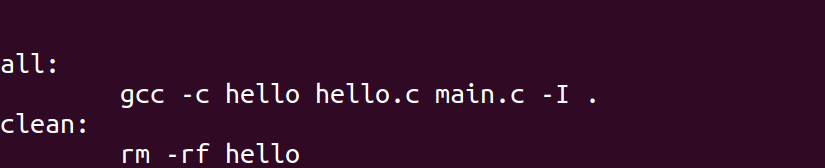 all:
        gcc -c hello hello.c main.c -I .
clean:
        rm -rf hello